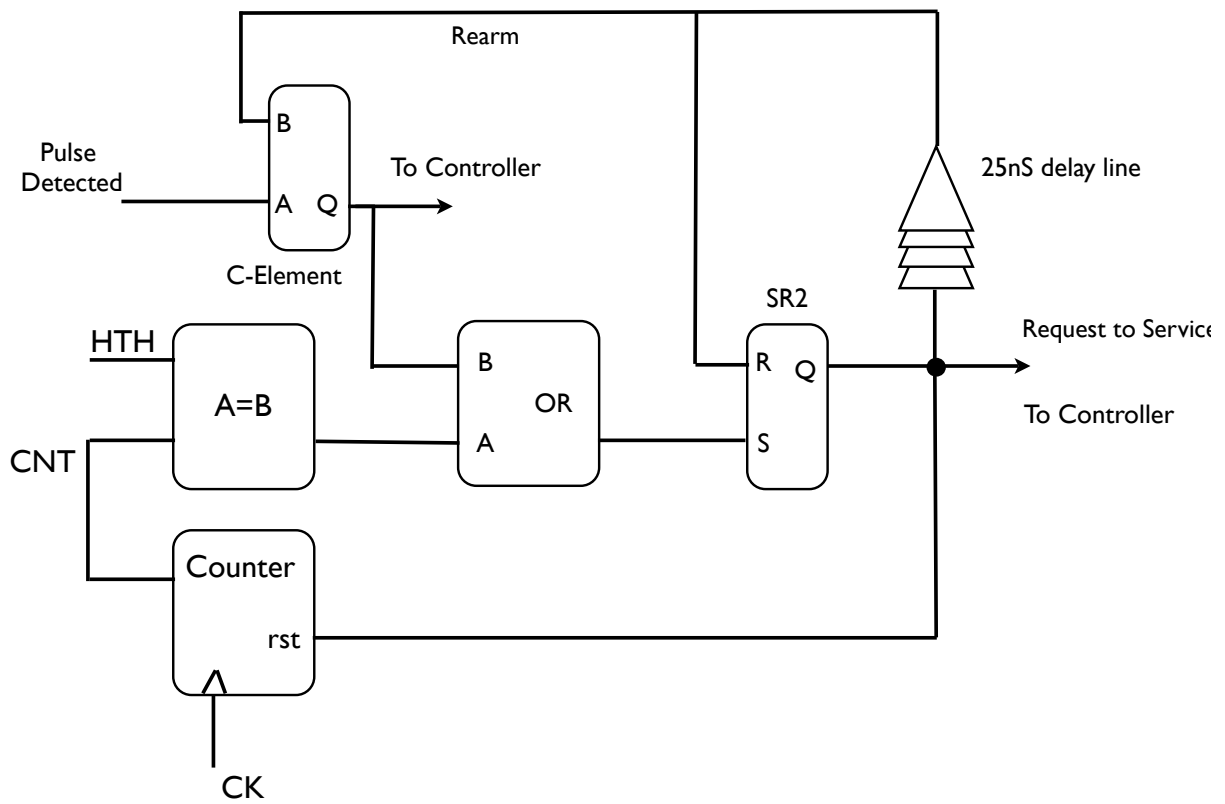 Rearm
B
Pulse
Detected
A
Q
To Controller
25nS delay line
C-Element
SR2
HTH
Request to Service
B
R
Q
A=B
OR
To Controller
A
S
CNT
Counter
rst
CK